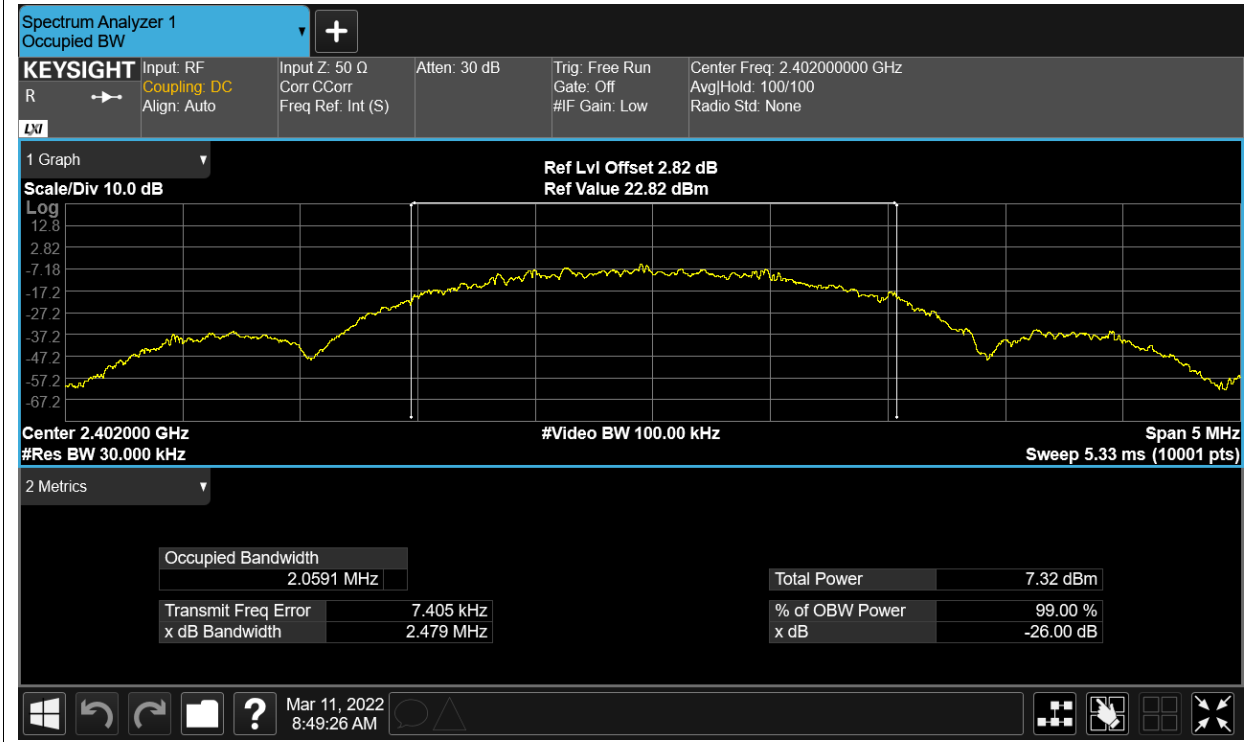 Spectrum Analyzer 1
Occupied BW
KEYSIGHT
R
LXI
Input: RF
Coupling: DC
Align: Auto
Input Z: 50 Ω
Corr CCorr
Freq Ref: Int (S)
Atten: 30 dB
Trig: Free Run
Gate: Off
#IF Gain: Low
Center Freq: 2.402000000 GHz
Avg|Hold: 100/100
Radio Std: None
1 Graph
Scale/Div 10.0 dB
Ref Lvl Offset 2.82 dB
Ref Value 22.82 dBm
Log
12.8
2.82
-7.18
-17.2
-27.2
-37.2
-47.2
-57.2
-67.2
Center 2.402000 GHz
#Video BW 100.00 kHz
Span 5 MHz
#Res BW 30.000 kHz
Sweep 5.33 ms (10001 pts)
2 Metrics
Occupied Bandwidth
2.0591 MHz
Total Power 7.32 dBm
Transmit Freq Error 7.405 kHz
% of OBW Power 99.00 %
x dB Bandwidth 2.479 MHz
x dB -26.00 dB
?
Mar 11, 2022
8:49:26 AM